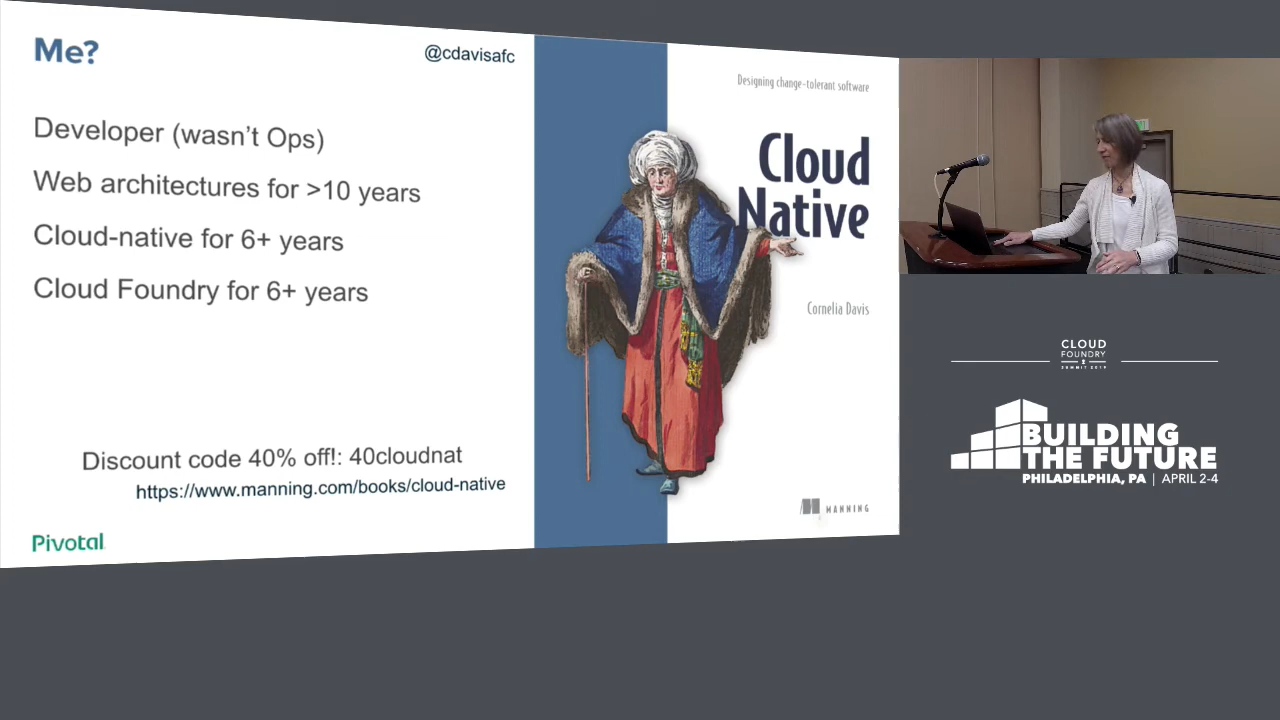 Me?
@cdavisafc
Developer (wasn't Ops)
Web architectures for >10 years
Cloud-native for 6+ years
Cloud Foundry for 6+ years
Discount code 40% off!: 40cloudnat
https://www.manning.com/books/cloud-native
Pivotal
Designing change-tolerant software
Cloud
Native
Cornelia Davis
MANNING
CLOUD
FOUNDRY
SUMMIT 2019
BUILDING
THE FUTURE
PHILADELPHIA, PA | APRIL 2-4